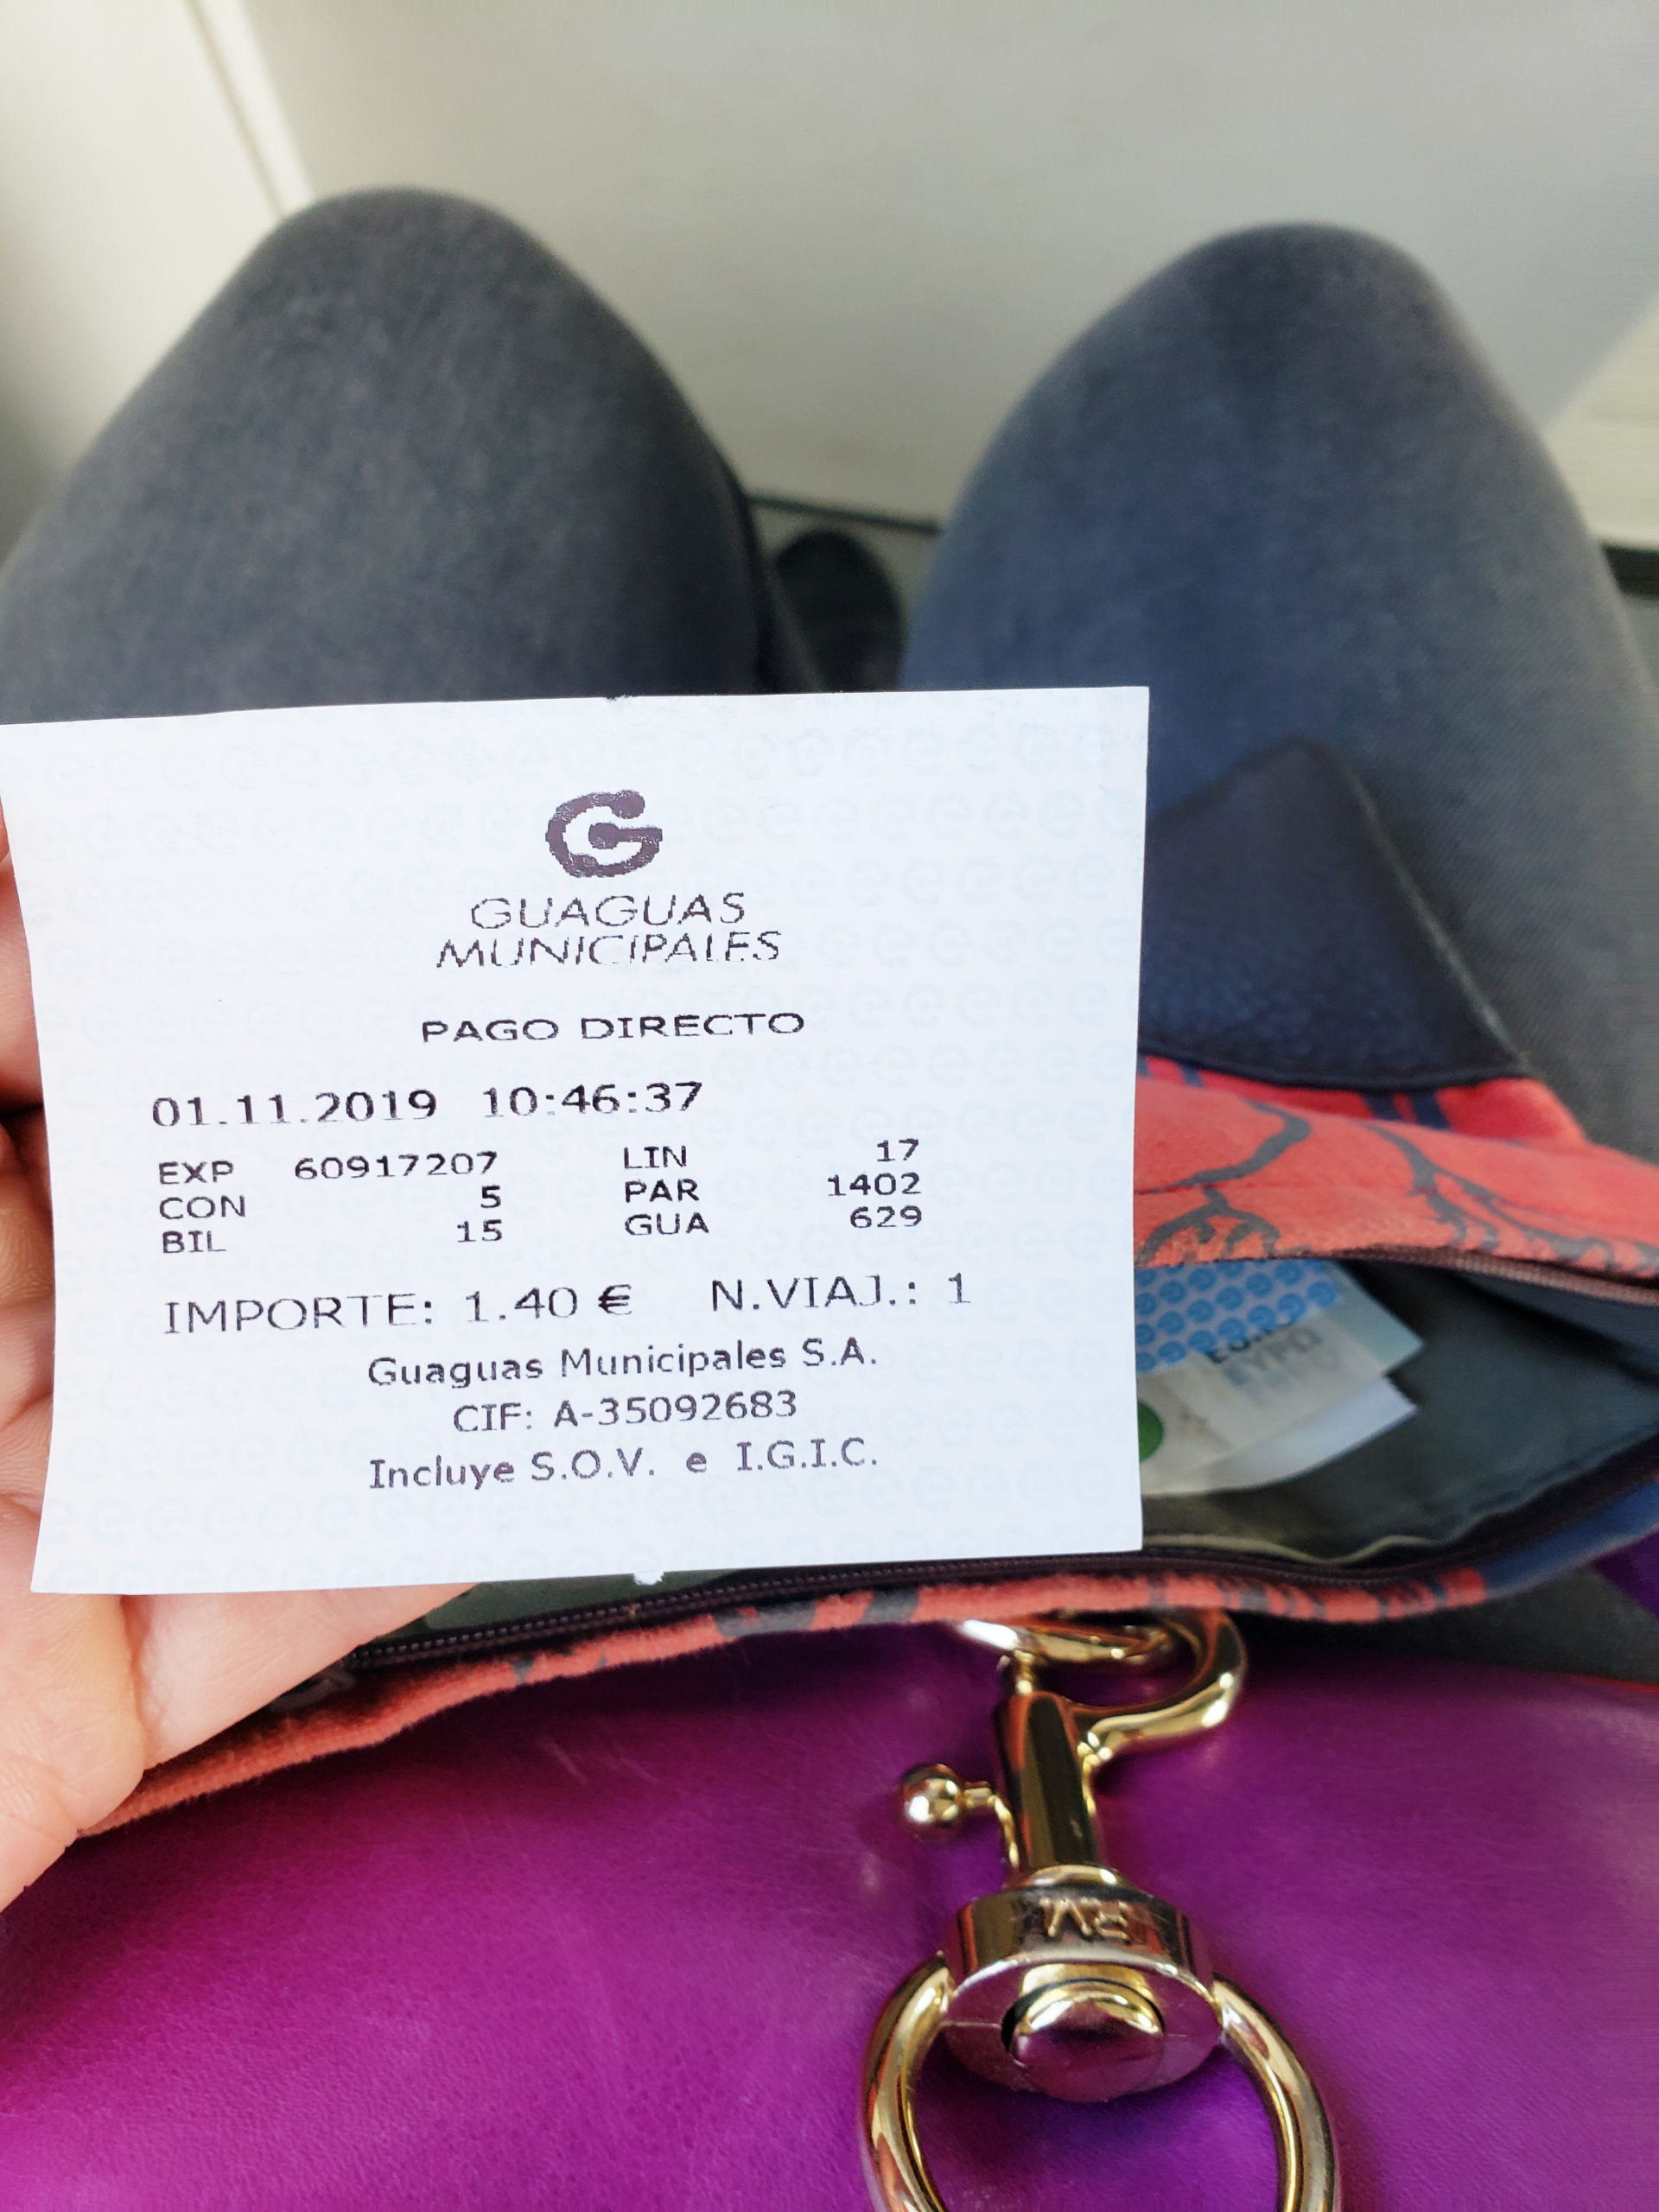 GUAGUAS
MUNICIPALES
PAGO DIRECTO
01.11.2019 10:46:37
EXP 60917207 LIN 17
CON 5 PAR 1402
BIL 15 GUA 629
IMPORTE: 1.40 € N.VIAJ.: 1
Guaguas Municipales S.A.
CIF: A-35092683
Incluye S.O.V. e I.G.I.C.